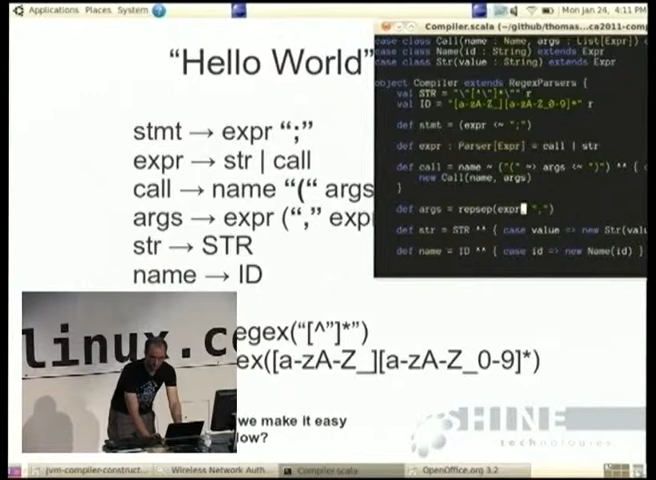 Applications Places System
Mon Jan 24, 4:11 PM
Compiler.scala (~/github/thomas...ca2011-comp
case class Call(name : Name, args : List[Expr])
case class Name(id : String) extends Expr
case class Str(value : String) extends Expr
object Compiler extends RegexParsers {
val STR = "\"[^\"]*\"" r
val ID = "[a-zA-Z_][a-zA-Z_0-9]*" r
def stmt = (expr <~ ";")
def expr : Parser[Expr] = call | str
def call = name ~ ("(" ~> args <~ ")") ^^ {
new Call(name, args)
}
def args = repsep(expr ",")
def str = STR ^^ { case value => new Str(val
def name = ID ^^ { case id => new Name(id) }
“Hello World”
stmt → expr “;”
expr → str | call
call → name “(“ args
args → expr (“,” expr
str → STR
name → ID
egex(“[^”]*”)
ex([a-zA-Z_][a-zA-Z_0-9]*)
we make it easy
low?
linux.c
SHINE
technologies
jvm-compiler-construct...
Wireless Network Auth...
Compiler.scala
OpenOffice.org 3.2